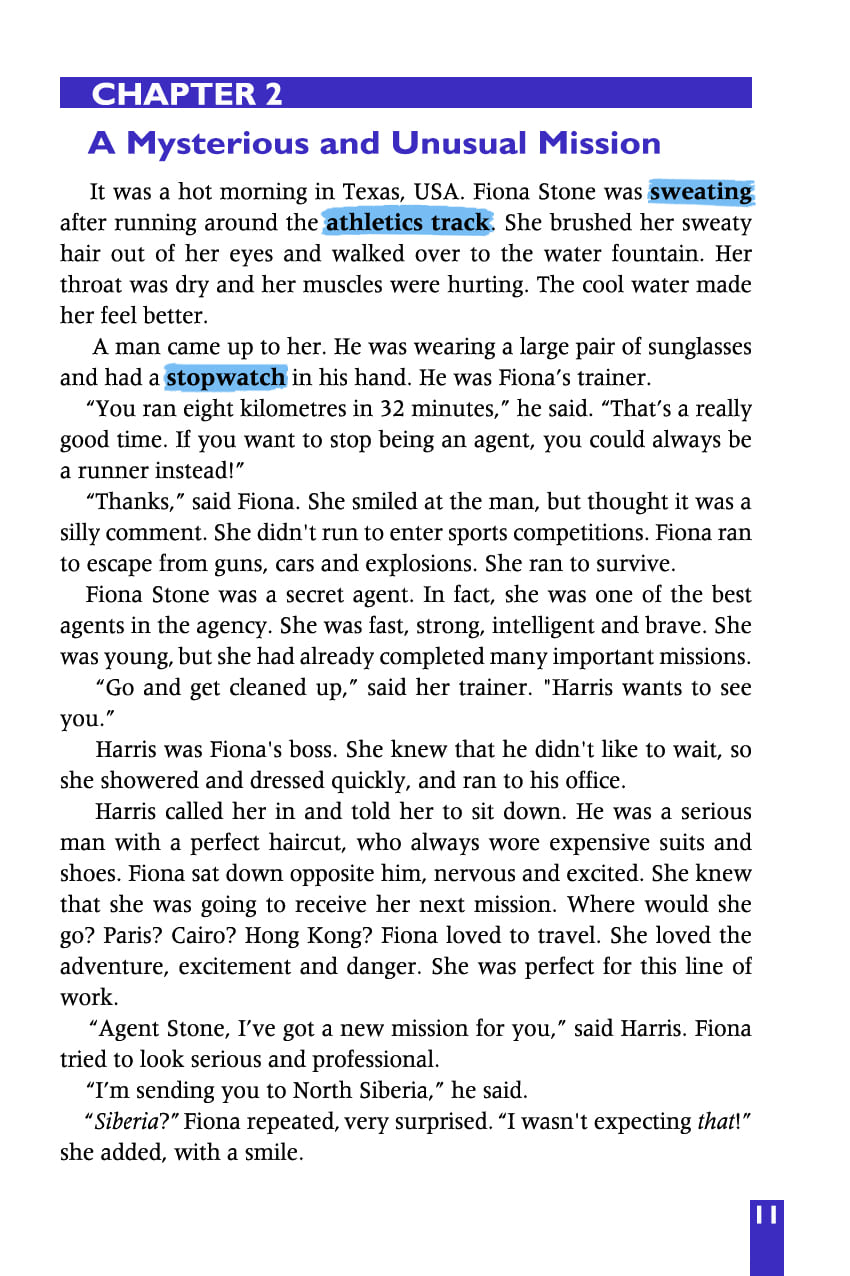 CHAPTER 2
A Mysterious and Unusual Mission
It was a hot morning in Texas, USA. Fiona Stone was sweating
after running around the athletics track. She brushed her sweaty
hair out of her eyes and walked over to the water fountain. Her
throat was dry and her muscles were hurting. The cool water made
her feel better.
A man came up to her. He was wearing a large pair of sunglasses
and had a stopwatch in his hand. He was Fiona’s trainer.
“You ran eight kilometres in 32 minutes,” he said. “That’s a really
good time. If you want to stop being an agent, you could always be
a runner instead!”
“Thanks,” said Fiona. She smiled at the man, but thought it was a
silly comment. She didn't run to enter sports competitions. Fiona ran
to escape from guns, cars and explosions. She ran to survive.
Fiona Stone was a secret agent. In fact, she was one of the best
agents in the agency. She was fast, strong, intelligent and brave. She
was young, but she had already completed many important missions.
“Go and get cleaned up,” said her trainer. "Harris wants to see
you.”
Harris was Fiona's boss. She knew that he didn't like to wait, so
she showered and dressed quickly, and ran to his office.
Harris called her in and told her to sit down. He was a serious
man with a perfect haircut, who always wore expensive suits and
shoes. Fiona sat down opposite him, nervous and excited. She knew
that she was going to receive her next mission. Where would she
go? Paris? Cairo? Hong Kong? Fiona loved to travel. She loved the
adventure, excitement and danger. She was perfect for this line of
work.
“Agent Stone, I’ve got a new mission for you,” said Harris. Fiona
tried to look serious and professional.
“I’m sending you to North Siberia,” he said.
“Siberia?” Fiona repeated, very surprised. “I wasn't expecting that!”
she added, with a smile.
11